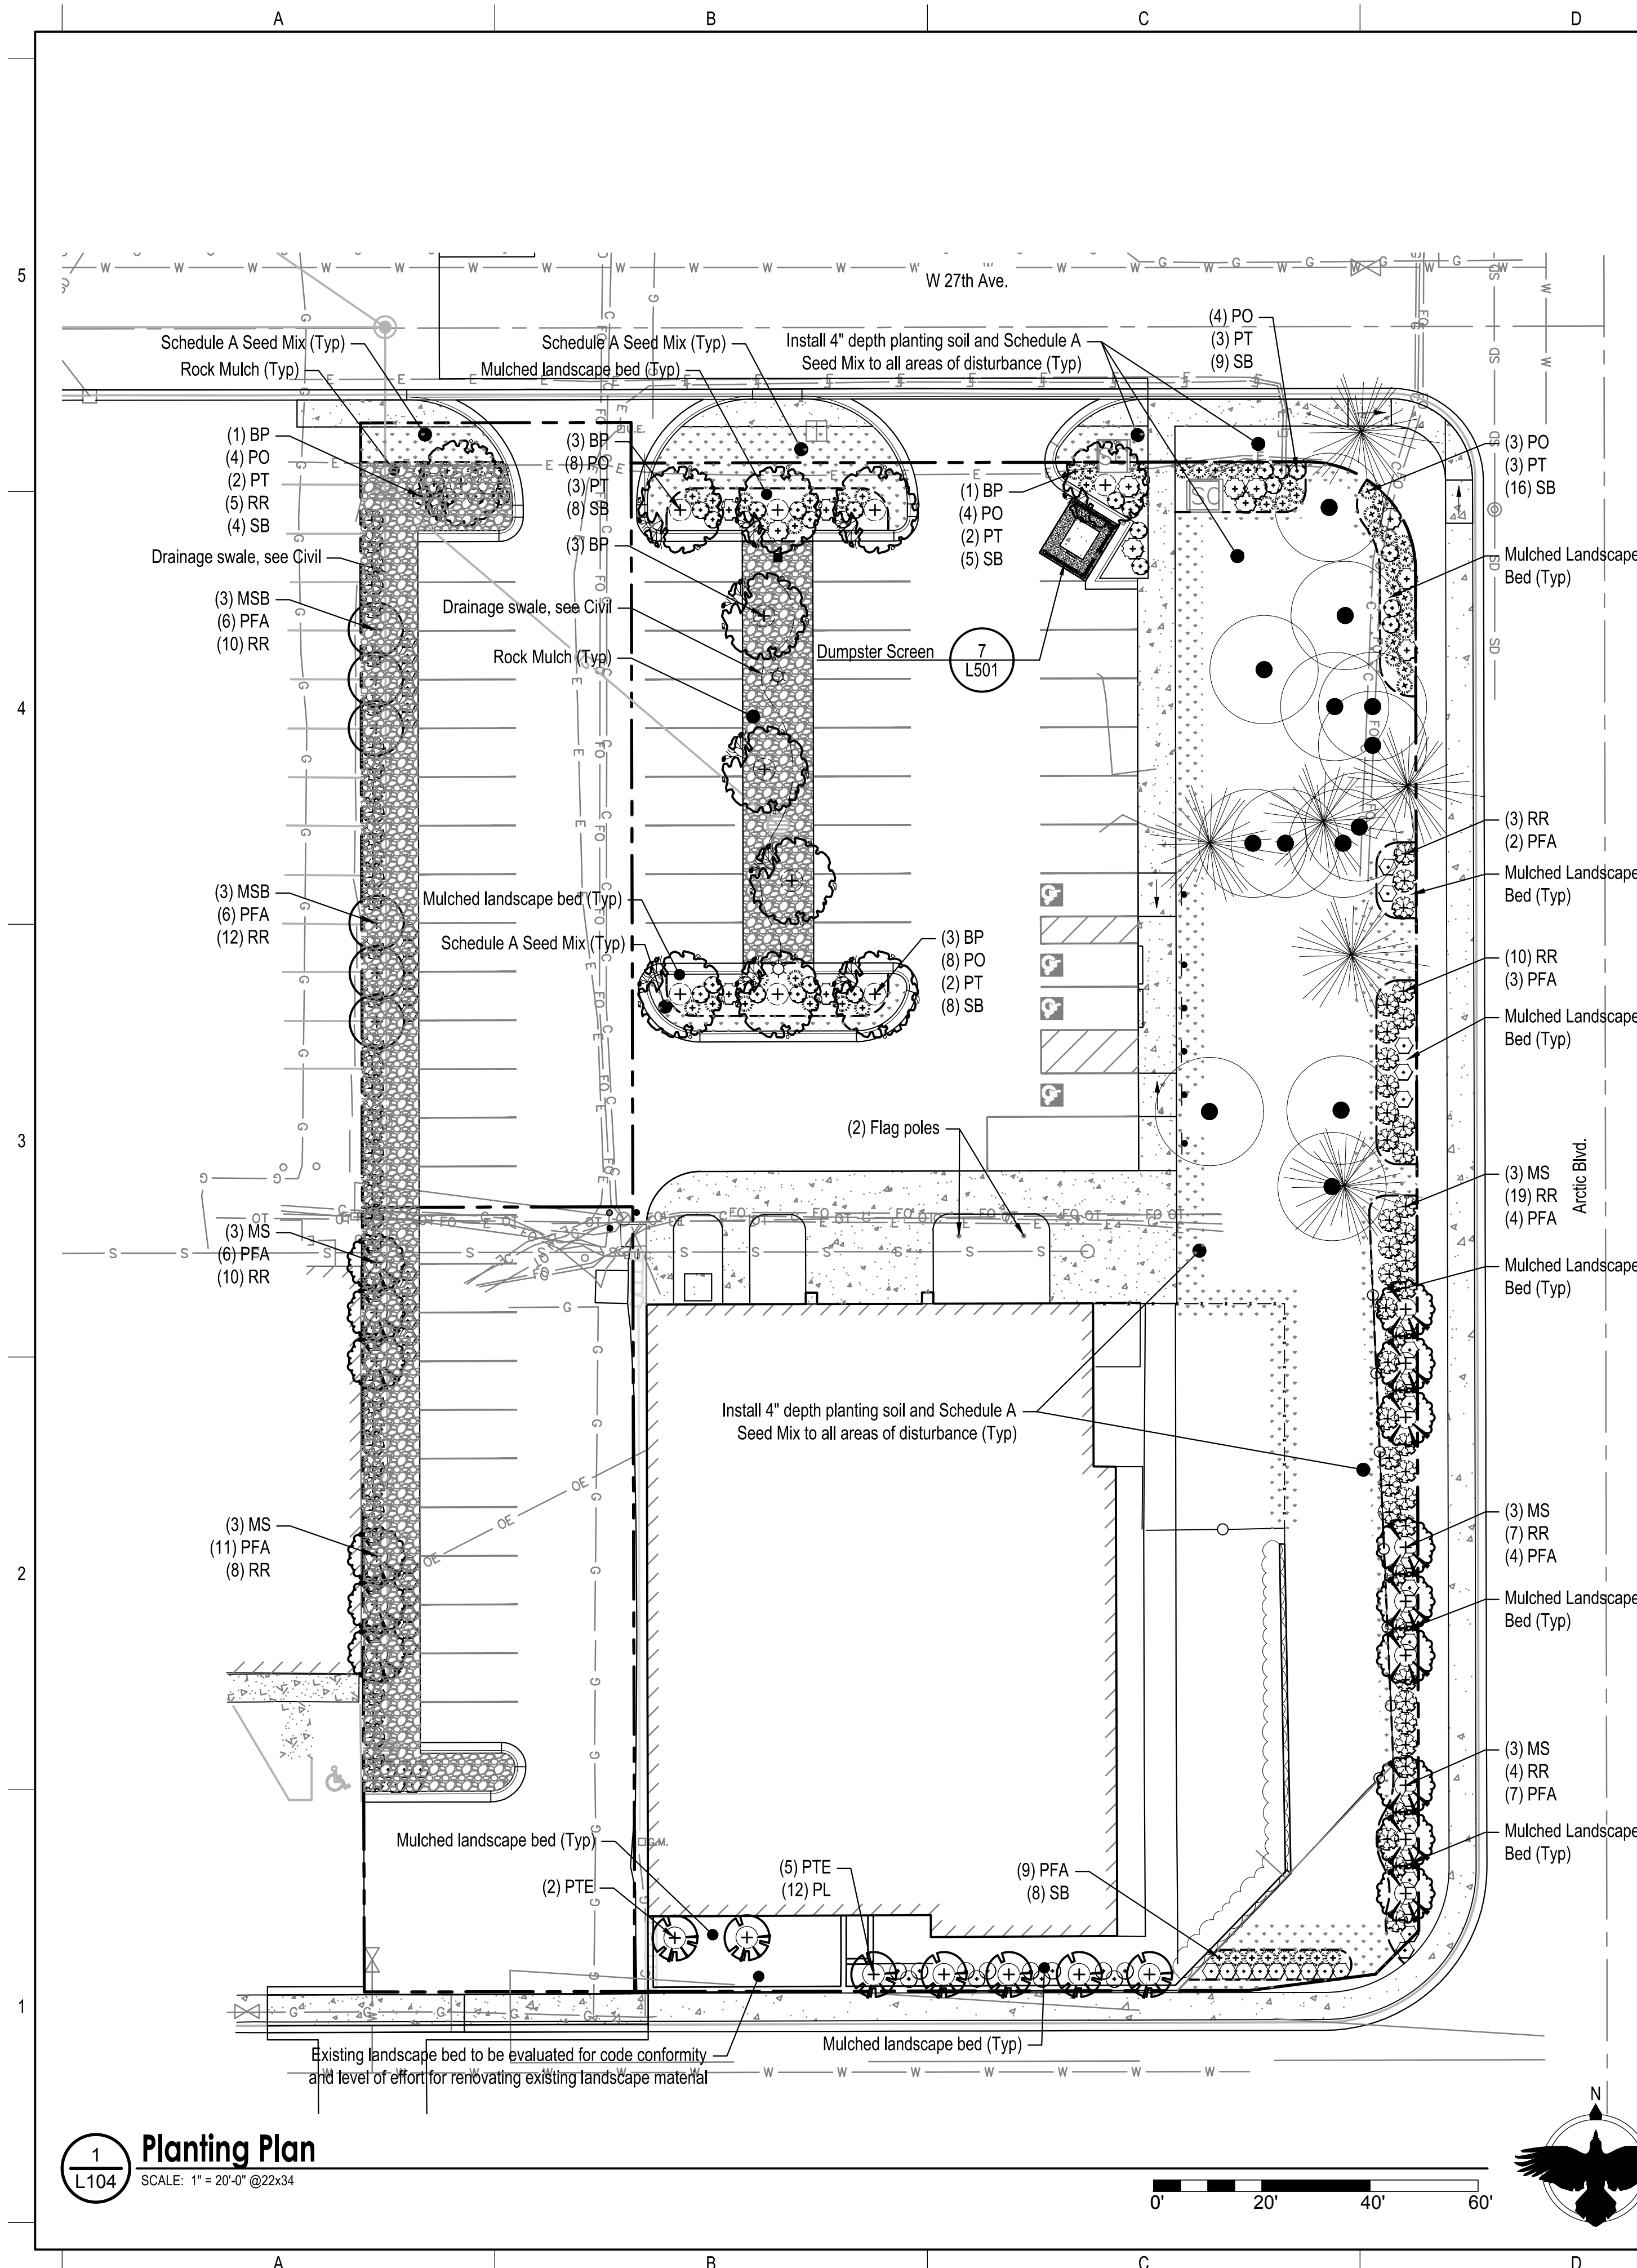 A
B
C
D
5
4
3
2
1
W 27th Ave.
Schedule A Seed Mix (Typ)
Rock Mulch (Typ)
Schedule A Seed Mix (Typ)
Mulched landscape bed (Typ)
Install 4" depth planting soil and Schedule A
Seed Mix to all areas of disturbance (Typ)
(4) PO
(3) PT
(9) SB
(1) BP
(4) PO
(2) PT
(5) RR
(4) SB
Drainage swale, see Civil
(3) MSB
(6) PFA
(10) RR
(3) BP
(8) PO
(3) PT
(8) SB
(3) BP
Drainage swale, see Civil
Rock Mulch (Typ)
(1) BP
(4) PO
(2) PT
(5) SB
Dumpster Screen
7
L501
(3) PO
(3) PT
(16) SB
Mulched Landscape
Bed (Typ)
(3) RR
(2) PFA
Mulched Landscape
Bed (Typ)
(3) MSB
(6) PFA
(12) RR
Mulched landscape bed (Typ)
Schedule A Seed Mix (Typ)
(3) BP
(8) PO
(2) PT
(8) SB
(10) RR
(3) PFA
Mulched Landscape
Bed (Typ)
(2) Flag poles
Arctic Blvd.
(3) MS
(19) RR
(4) PFA
Mulched Landscape
Bed (Typ)
(3) MS
(6) PFA
(10) RR
Install 4" depth planting soil and Schedule A
Seed Mix to all areas of disturbance (Typ)
(3) MS
(11) PFA
(8) RR
(3) MS
(7) RR
(4) PFA
Mulched Landscape
Bed (Typ)
(3) MS
(4) RR
(7) PFA
Mulched Landscape
Bed (Typ)
Mulched landscape bed (Typ)
G.M.
(2) PTE
(5) PTE
(12) PL
(9) PFA
(8) SB
Mulched landscape bed (Typ)
Existing landscape bed to be evaluated for code conformity
and level of effort for renovating existing landscape material
1
L104
Planting Plan
SCALE: 1" = 20'-0" @22x34
0'
20'
40'
60'
N
A
B
C
D